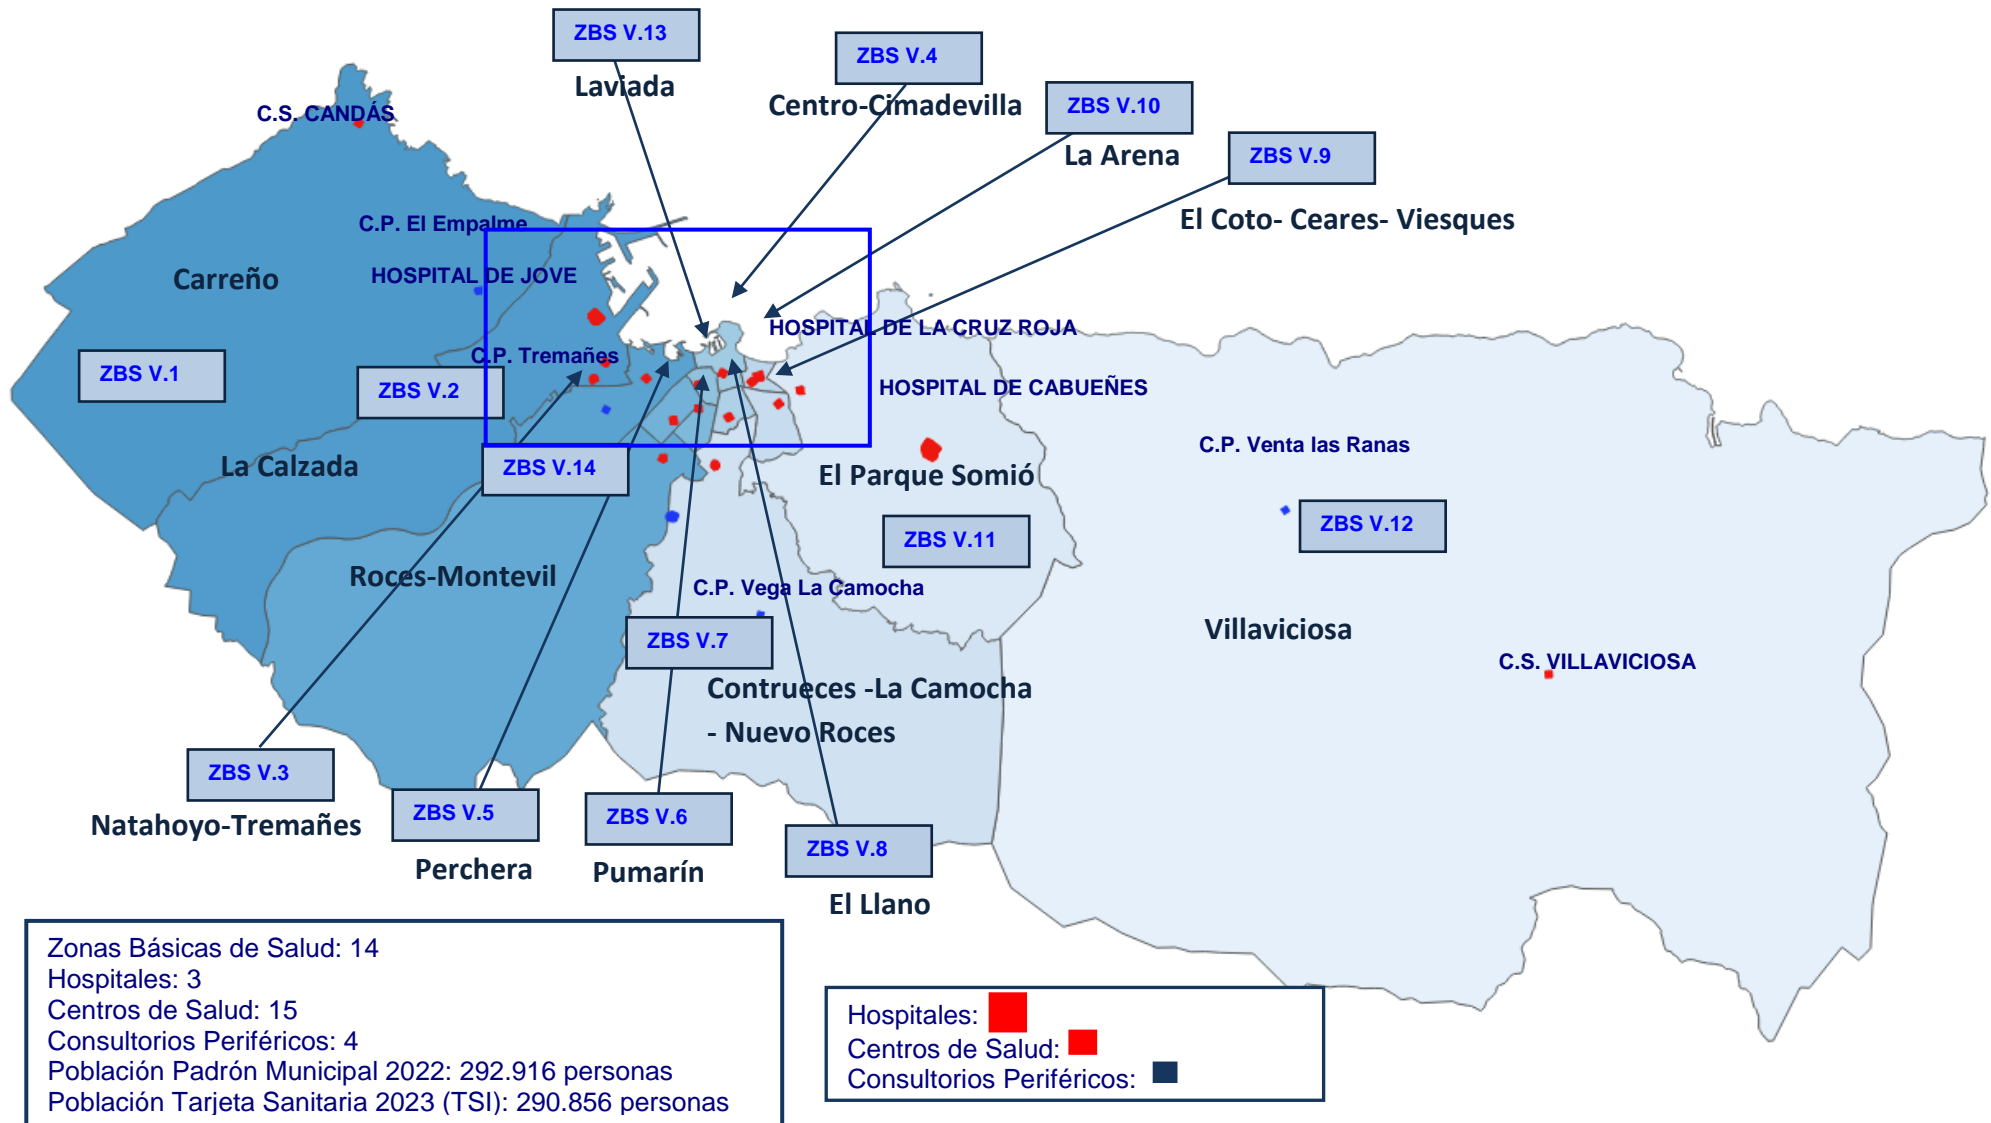 ZBS V.13
Laviada
ZBS V.4
Centro-Cimadevilla
ZBS V.10
La Arena
ZBS V.9
El Coto- Ceares- Viesques
C.S. CANDÁS
C.P. El Empalme
Carreño
HOSPITAL DE JOVE
HOSPITAL DE LA CRUZ ROJA
C.P. Tremañes
ZBS V.1
ZBS V.2
HOSPITAL DE CABUEÑES
La Calzada
ZBS V.14
El Parque Somió
C.P. Venta las Ranas
ZBS V.11
ZBS V.12
Roces-Montevil
C.P. Vega La Camocha
ZBS V.7
Villaviciosa
C.S. VILLAVICIOSA
Contrueces -La Camocha
- Nuevo Roces
ZBS V.3
Natahoyo-Tremañes
ZBS V.5
Perchera
ZBS V.6
Pumarín
ZBS V.8
El Llano
Zonas Básicas de Salud: 14
Hospitales: 3
Centros de Salud: 15
Consultorios Periféricos: 4
Población Padrón Municipal 2022: 292.916 personas
Población Tarjeta Sanitaria 2023 (TSI): 290.856 personas
Hospitales:
Centros de Salud:
Consultorios Periféricos: